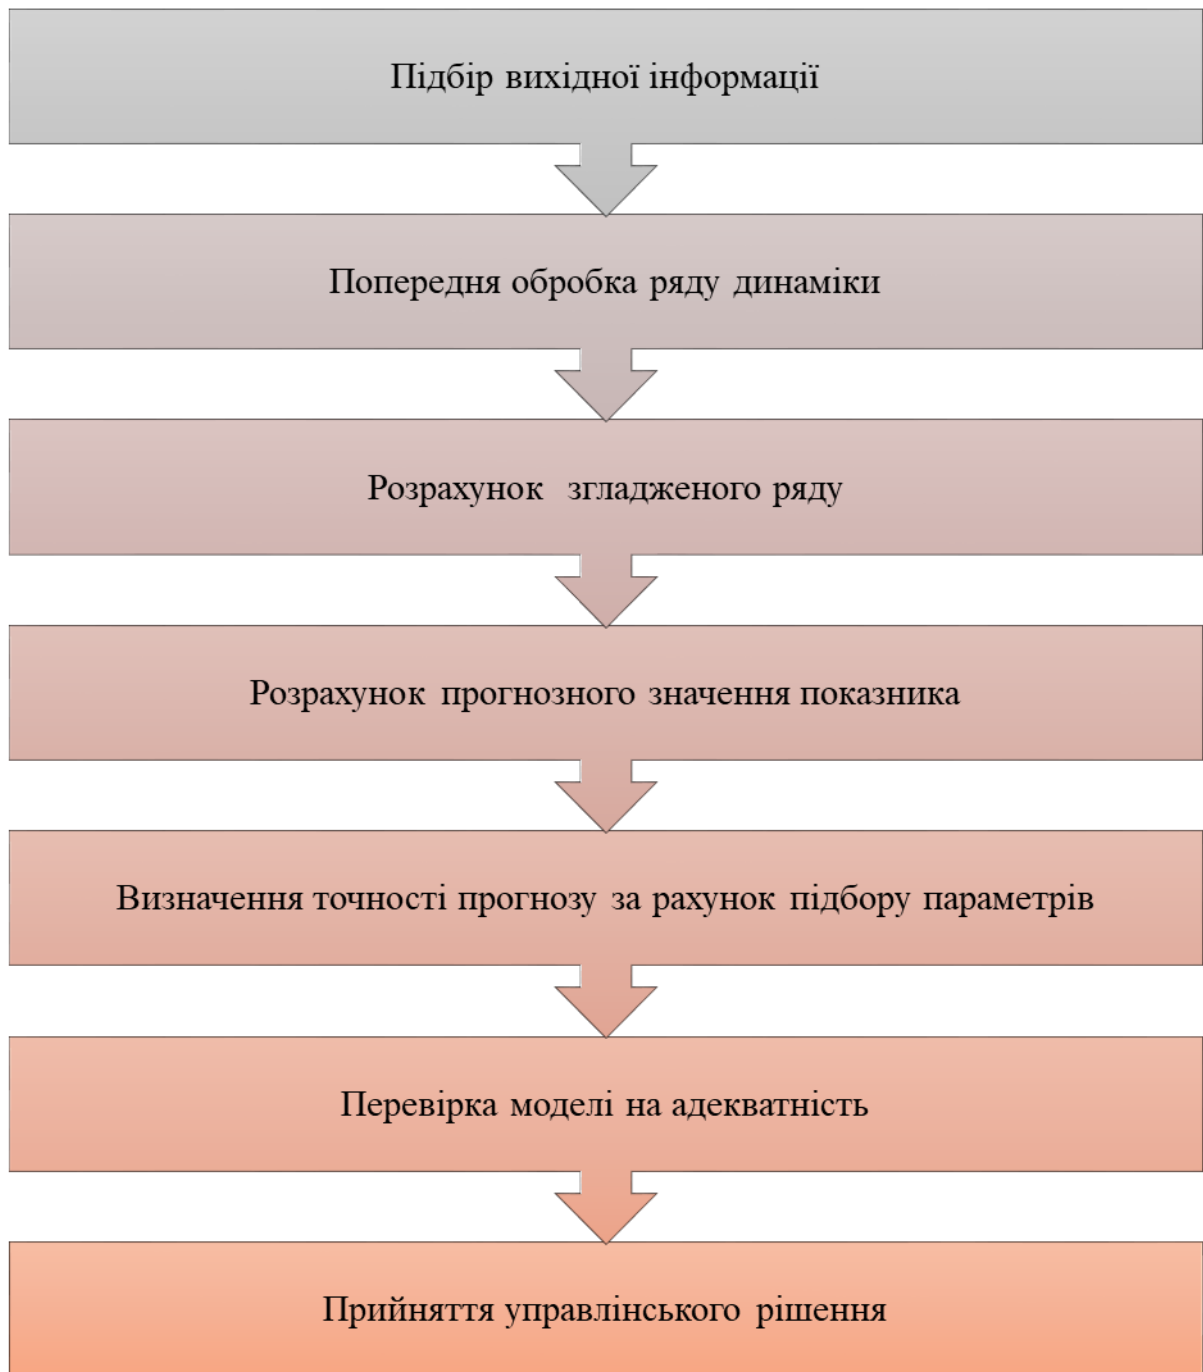 Підбір вихідної інформації
Попередня обробка ряду динаміки
Розрахунок згладженого ряду
Розрахунок прогнозного значення показника
Визначення точності прогнозу за рахунок підбору параметрів
Перевірка моделі на адекватність
Прийняття управлінського рішення